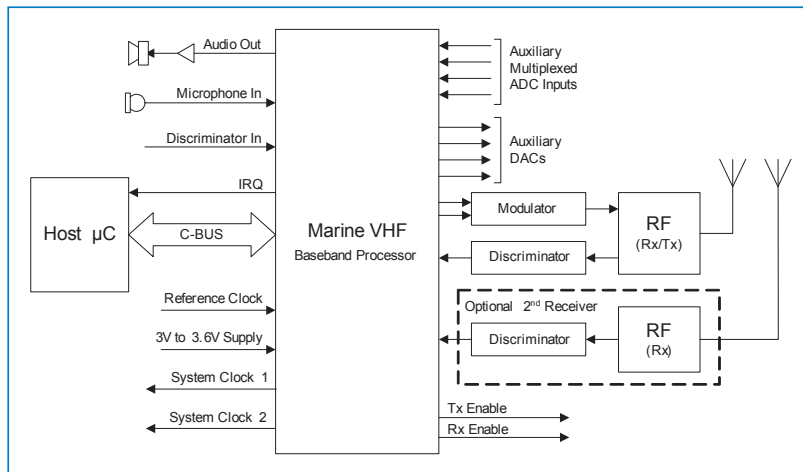 Audio Out
Microphone In
Discriminator In
IRQ
Host µC
C-BUS
Reference Clock
3V to 3.6V Supply
System Clock 1
System Clock 2
Marine VHF
Baseband Processor
Auxiliary
Multiplexed
ADC Inputs
Auxiliary
DACs
Modulator
RF
(Rx/Tx)
Discriminator
Optional 2nd Receiver
Discriminator
RF
(Rx)
Tx Enable
Rx Enable